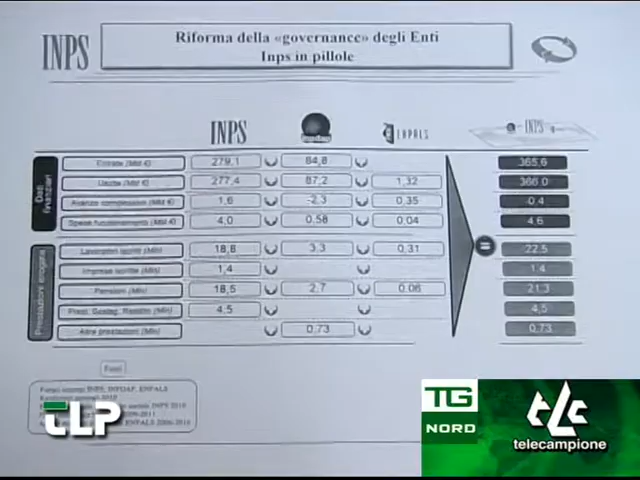 INPS
Riforma della «governance» degli Enti
Inps in pillole
INPS ENPALS INPS
Entrate (Mld €) 279,1 84,8 365,6
Uscite (Mld €) 277,4 87,2 1,32 366,0
Avanzo complessivo (Mld €) 1,6 -2,3 0,35 -0,4
Spese funzionamento (Mld €) 4,0 0,58 0,04 4,6
Dati finanziari
Lavoratori iscritti (Mln) 18,8 3,3 0,31 22,5
Imprese iscritte (Mln) 1,4 1,4
Pensioni (Mln) 18,5 2,7 0,06 21,3
Prest. Sosteg. Reddito (Mln) 4,5 4,5
Altre prestazioni (Mln) 0,73 0,73
Prestazioni erogate
Fonti
INPS, INPDAP, ENPALS
TLP
TG
NORD
telecampione